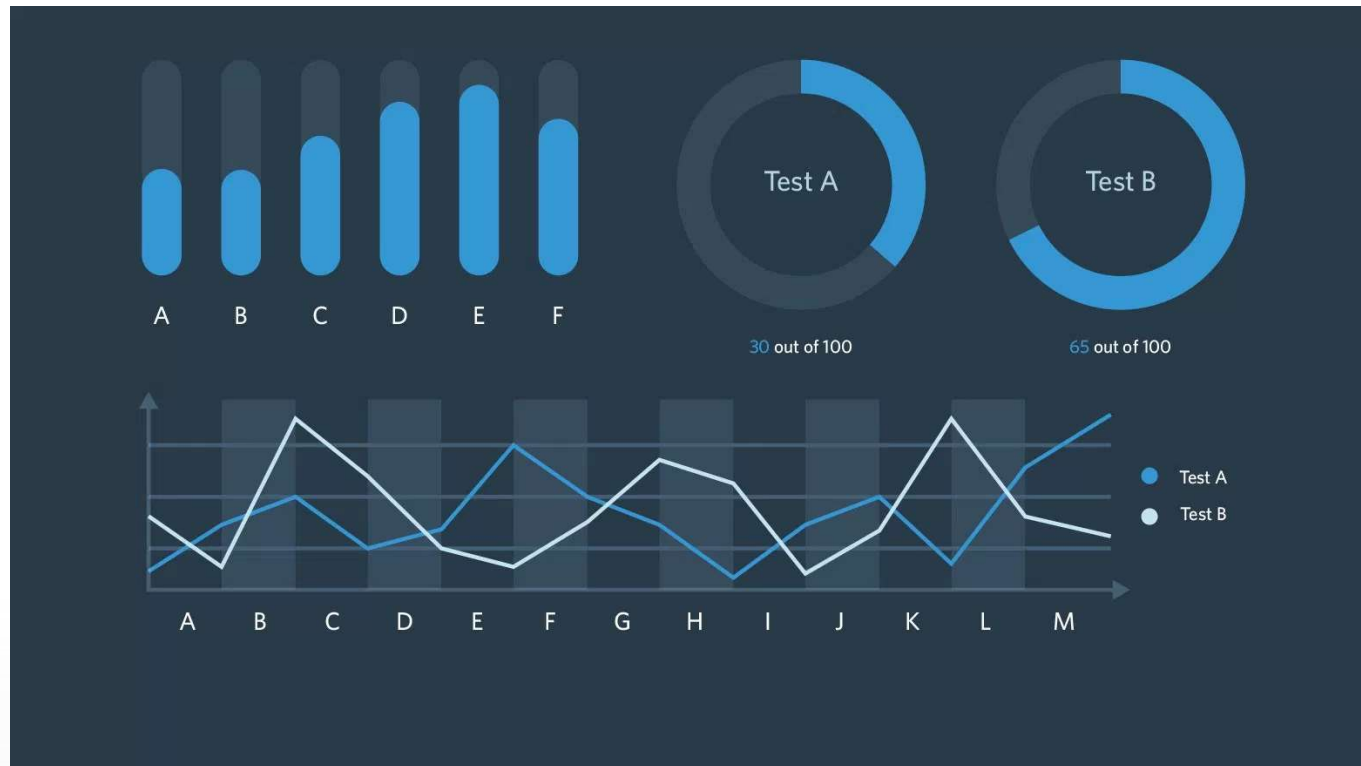 A B C D E F
Test A
30 out of 100
Test B
65 out of 100
A B C D E F G H I J K L M
Test A
Test B